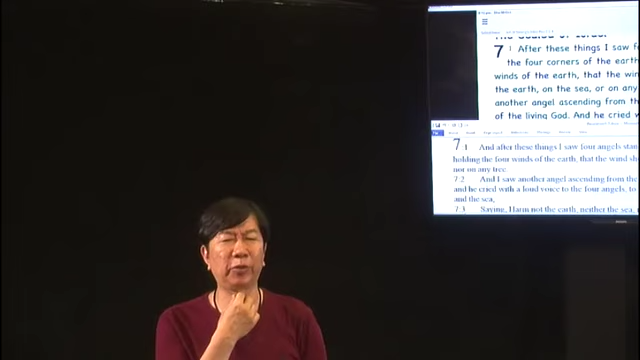 The Sealed of Israel
7 1 After these things I saw fo
the four corners of the earth
winds of the earth, that the win
the earth, on the sea, or on any
another angel ascending from th
of the living God. And he cried w
7:1 And after these things I saw four angels stan
holding the four winds of the earth, that the wind sh
nor on any tree.
7:2 And I saw another angel ascending from the
and he cried with a loud voice to the four angels, to
and the sea,
7:3 Saying, Harm not the earth, neither the sea,